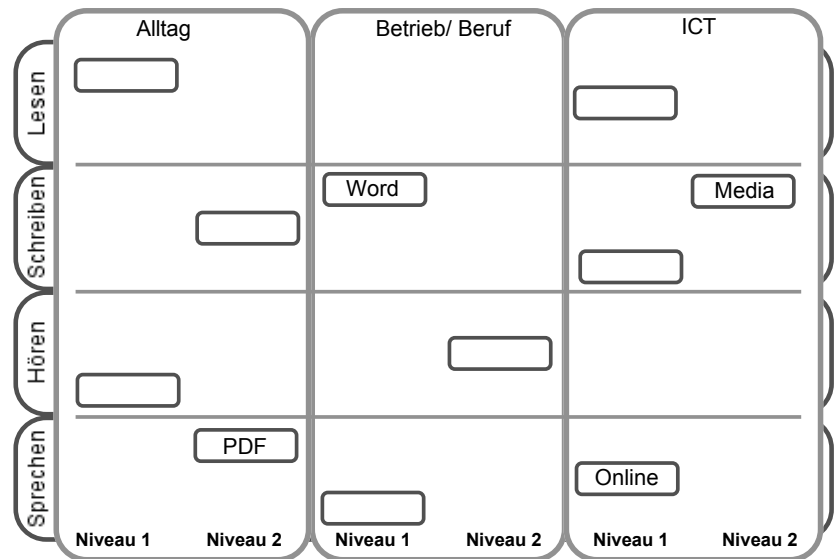 Alltag
Betrieb/ Beruf
ICT
Lesen
Schreiben
Word
Media
Hören
Sprechen
PDF
Online
Niveau 1
Niveau 2
Niveau 1
Niveau 2
Niveau 1
Niveau 2